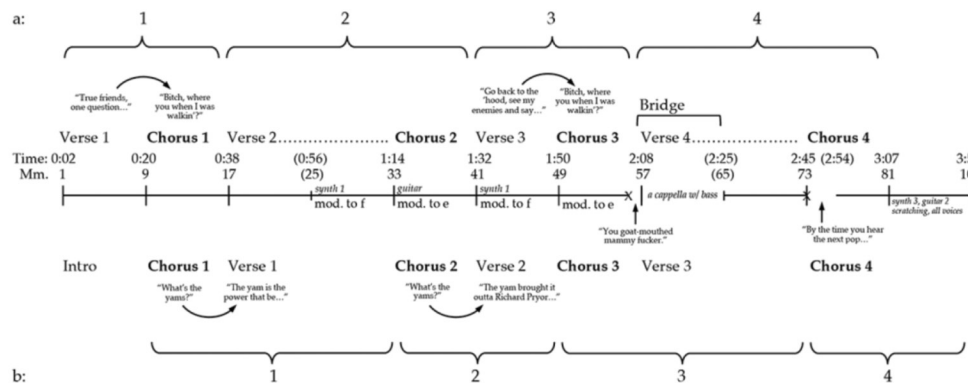 a: 1 2 3 4
"True friends, one question..."
"Bitch, where you when I was walkin'?"
"Go back to the 'hood, see my enemies and say..."
"Bitch, where you when I was walkin'?"
Bridge
Verse 1 Chorus 1 Verse 2...................... Chorus 2 Verse 3 Chorus 3 Verse 4..................... Chorus 4
Time: 0:02 0:20 0:38 (0:56) 1:14 1:32 1:50 2:08 (2:25) 2:45 (2:54) 3:07
Mm. 1 9 17 (25) 33 41 49 57 (65) 73 81
synth 1 guitar synth 1 x a cappella w/ bass x
mod. to f mod. to e mod. to f mod. to e
synth 3, guitar 2
scratching, all voices
"You goat-mouthed
mammy fucker."
"By the time you hear
the next pop..."
Intro Chorus 1 Verse 1 Chorus 2 Verse 2 Chorus 3 Verse 3 Chorus 4
"What's the yams?"
"The yam is the power that be..."
"What's the yams?"
"The yam brought it outta Richard Pryor..."
b: 1 2 3 4